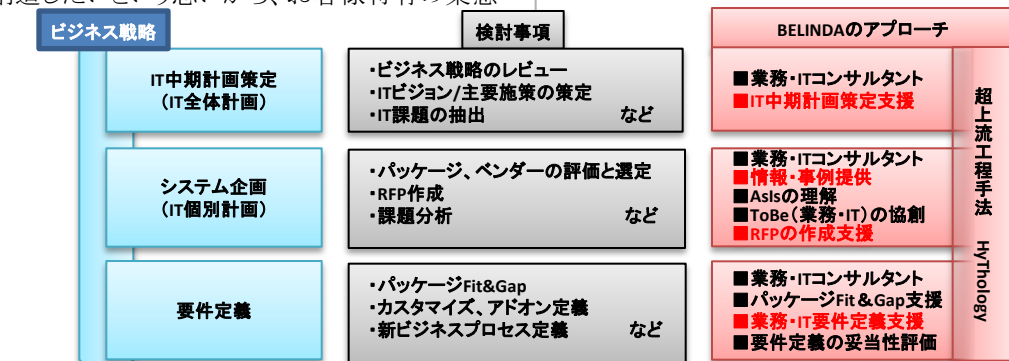 ビジネス戦略
検討事項
BELINDAのアプローチ
IT中期計画策定
（IT全体計画）
・ビジネス戦略のレビュー
・ITビジョン/主要施策の策定
・IT課題の抽出 など
■業務・ITコンサルタント
■IT中期計画策定支援
システム企画
（IT個別計画）
・パッケージ、ベンダーの評価と選定
・RFP作成
・課題分析 など
■業務・ITコンサルタント
■情報・事例提供
■AsIsの理解
■ToBe（業務・IT）の協創
■RFPの作成支援
要件定義
・パッケージFit&Gap
・カスタマイズ、アドオン定義
・新ビジネスプロセス定義 など
■業務・ITコンサルタント
■パッケージFit＆Gap支援
■業務・IT要件定義支援
■要件定義の妥当性評価
超上流工程手法 HyThology